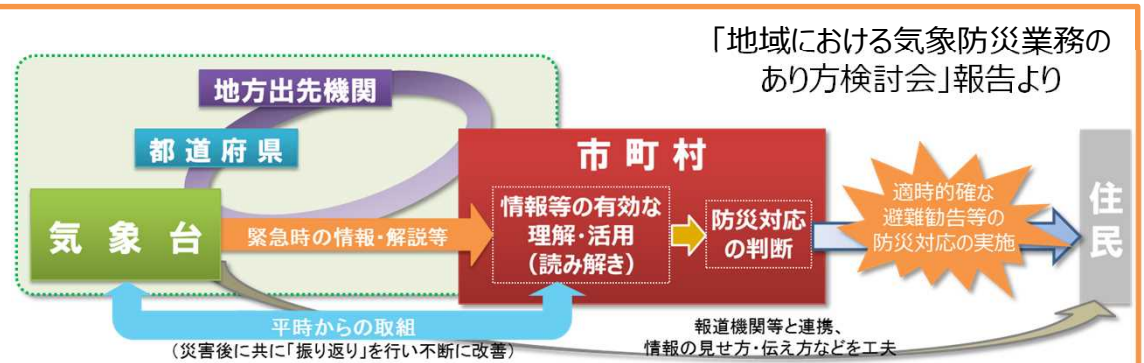 「地域における気象防災業務の
あり方検討会」報告より
地方出先機関
都道府県
気象台
緊急時の情報・解説等
市町村
情報等の有効な
理解・活用
(読み解き)
防災対応
の判断
適時的確な
避難勧告等の
防災対応の実施
住民
平時からの取組
(災害後に共に「振り返り」を行い不断に改善)
報道機関等と連携、
情報の見せ方・伝え方などを工夫